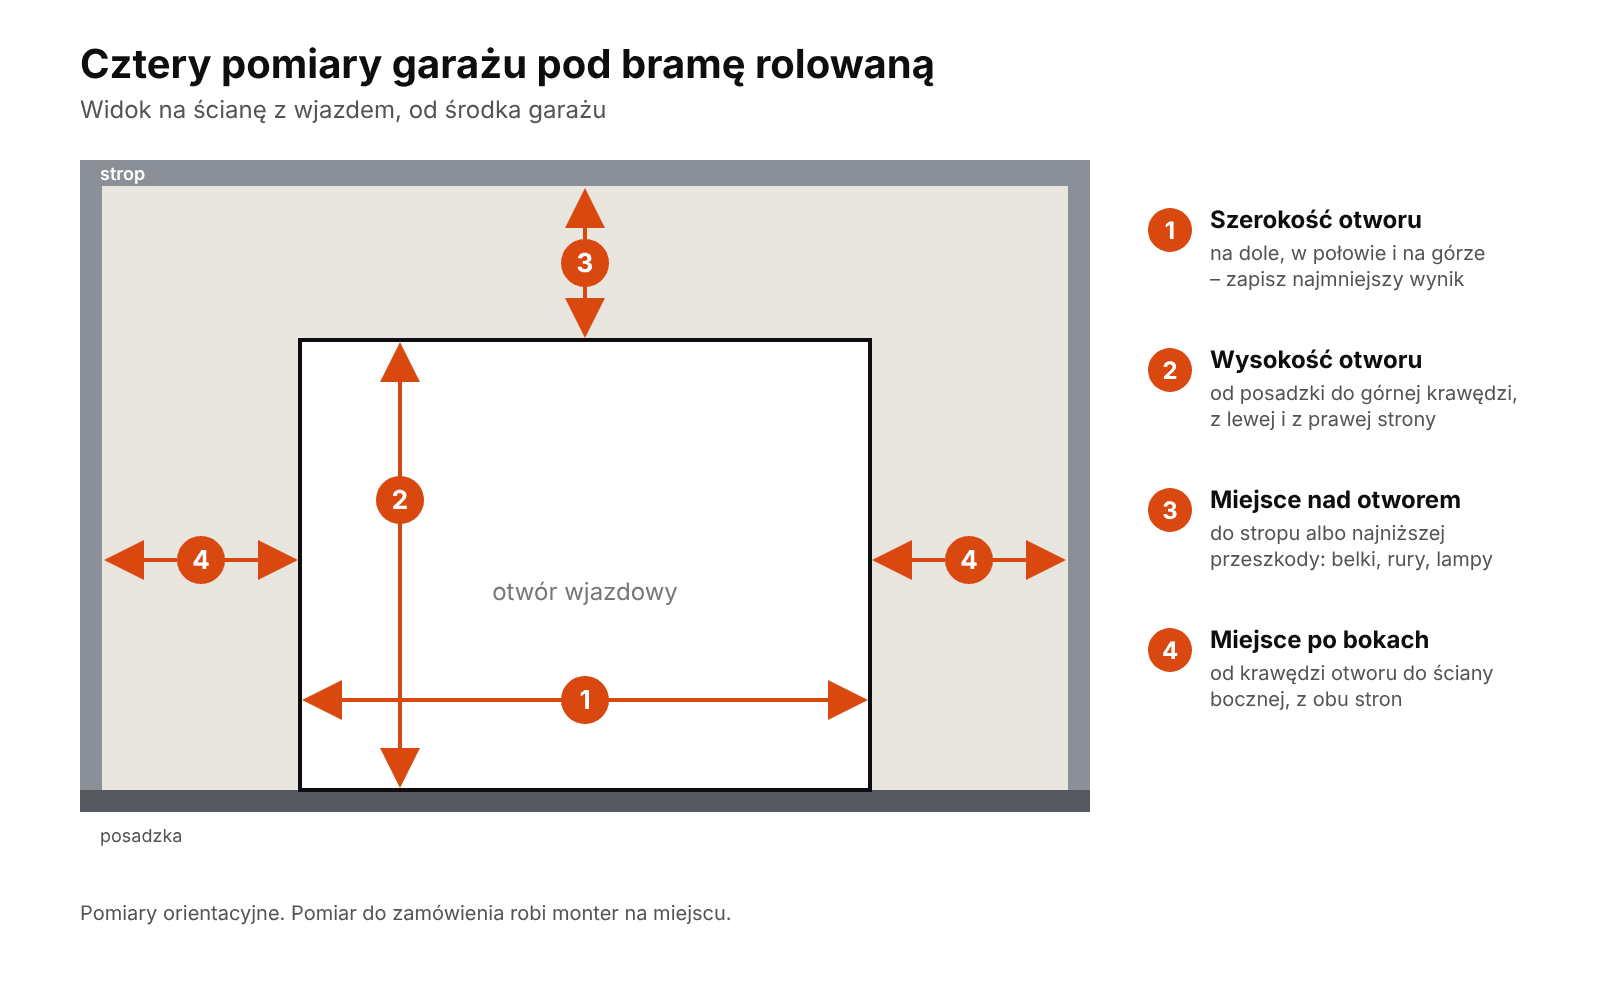 Cztery pomiary garażu pod bramę rolowaną
Widok na ścianę z wjazdem, od środka garażu
strop
3
2
4
4
otwór wjazdowy
1
posadzka
1
Szerokość otworu
na dole, w połowie i na górze
– zapisz najmniejszy wynik
2
Wysokość otworu
od posadzki do górnej krawędzi,
z lewej i z prawej strony
3
Miejsce nad otworem
do stropu albo najniższej
przeszkody: belki, rury, lampy
4
Miejsce po bokach
od krawędzi otworu do ściany
bocznej, z obu stron
Pomiary orientacyjne. Pomiar do zamówienia robi monter na miejscu.